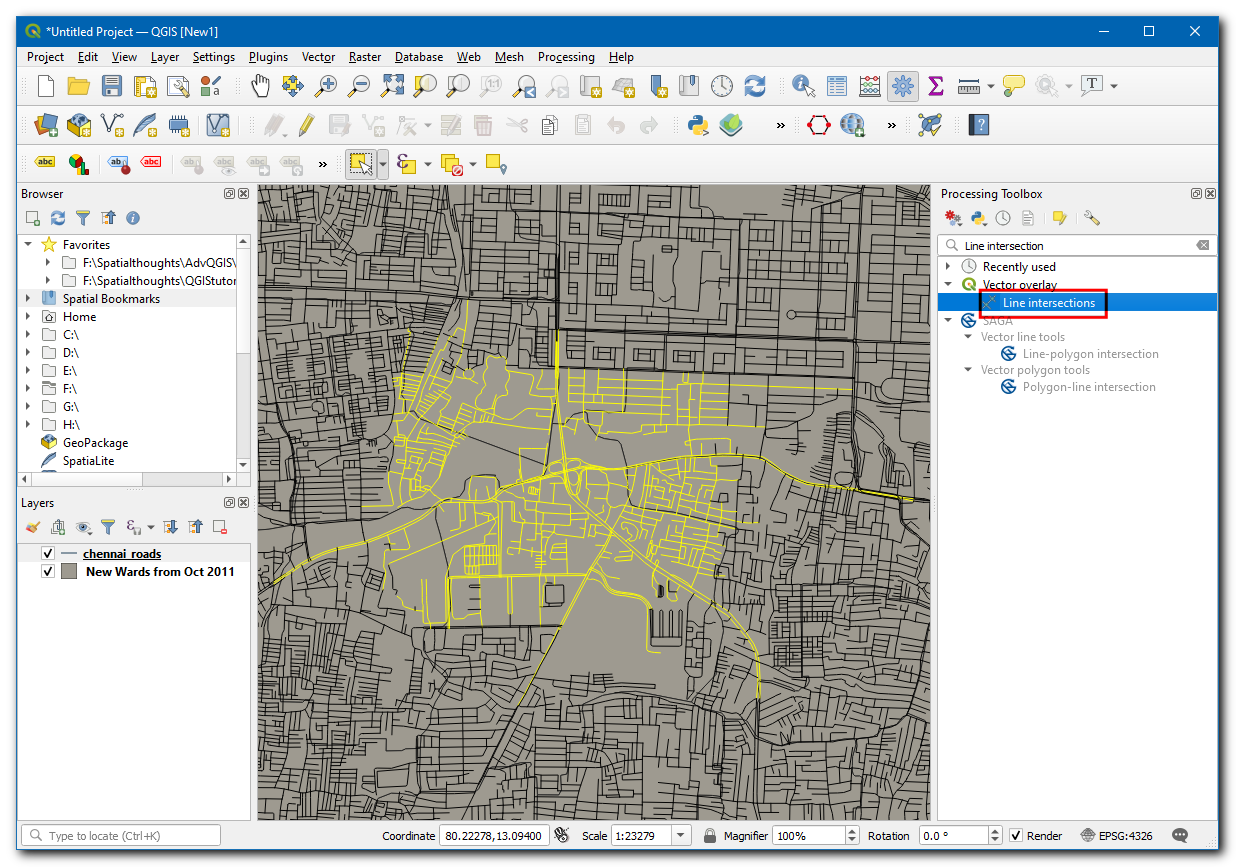 *Untitled Project — QGIS [New1]
Project Edit View Layer Settings Plugins Vector Raster Database Web Mesh Processing Help
Browser
Favorites
F:\Spatialthoughts\AdvQGIS\
F:\Spatialthoughts\QGIStutor
Spatial Bookmarks
Home
C:\
D:\
E:\
F:\
G:\
H:\
GeoPackage
SpatiaLite
Layers
chennai_roads
New Wards from Oct 2011
Processing Toolbox
Line intersection
Recently used
Vector overlay
Line intersections
SAGA
Vector line tools
Line-polygon intersection
Vector polygon tools
Polygon-line intersection
Type to locate (Ctrl+K)
Coordinate 80.22278,13.09400 Scale 1:23279 Magnifier 100% Rotation 0.0 ° Render EPSG:4326